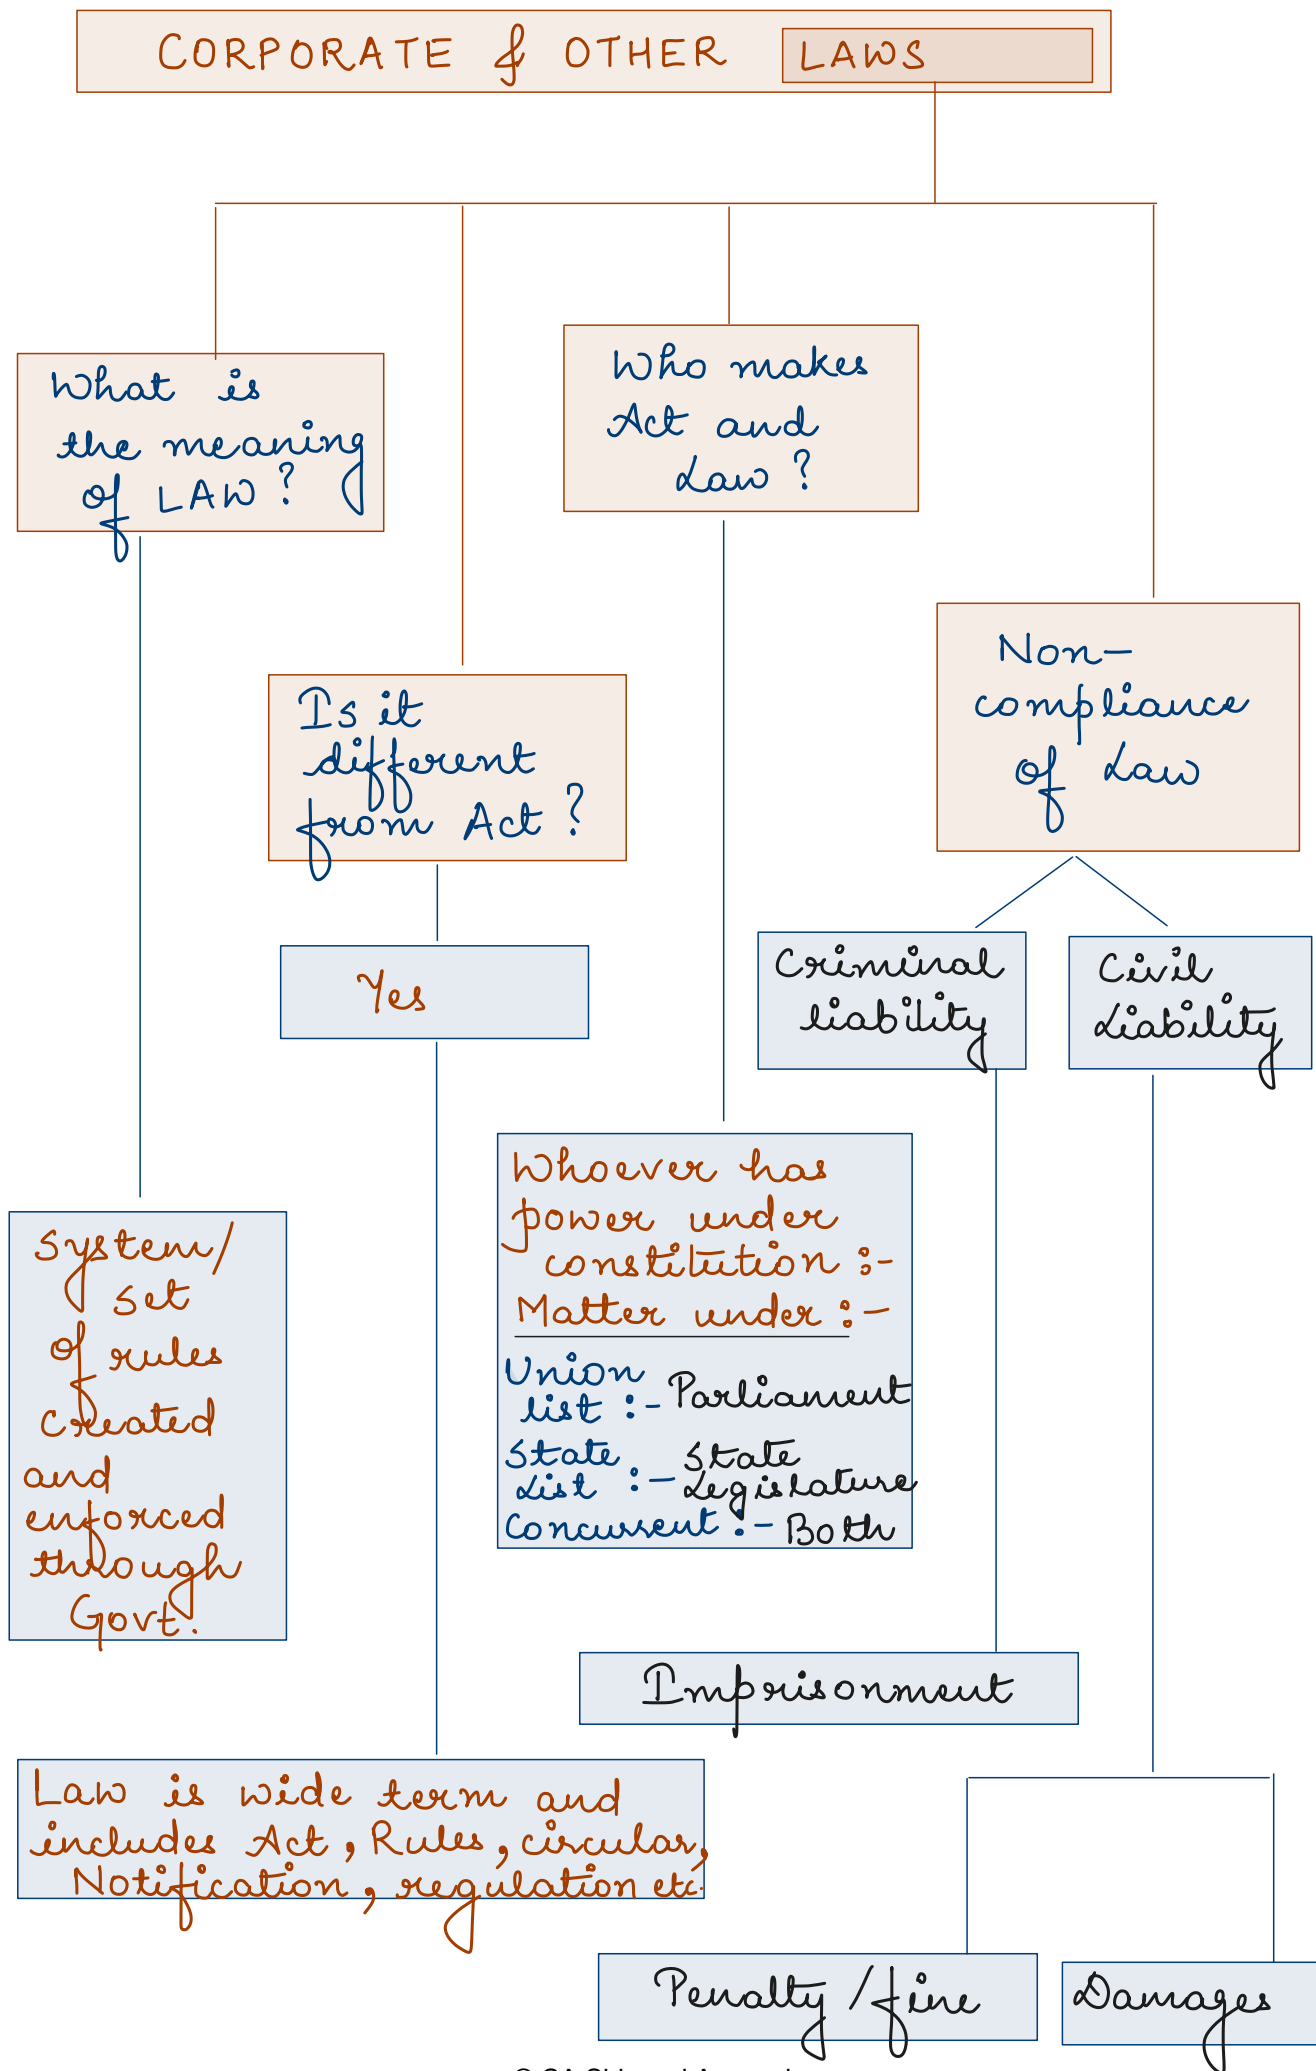 CORPORATE & OTHER LAWS
What is
the meaning
of LAW ?
Who makes
Act and
Law ?
Is it
different
from Act ?
Non-
compliance
of Law
Yes
Criminal
liability
Civil
Liability
System/
set
of rules
created
and
enforced
through
Govt.
Whoever has
power under
constitution :-
Matter under :-
Union
list :- Parliament
State
List :- State
Legislature
Concurrent :- Both
Imprisonment
Law is wide term and
includes Act, Rules, circular,
Notification, regulation etc.
Penalty / fine
Damages